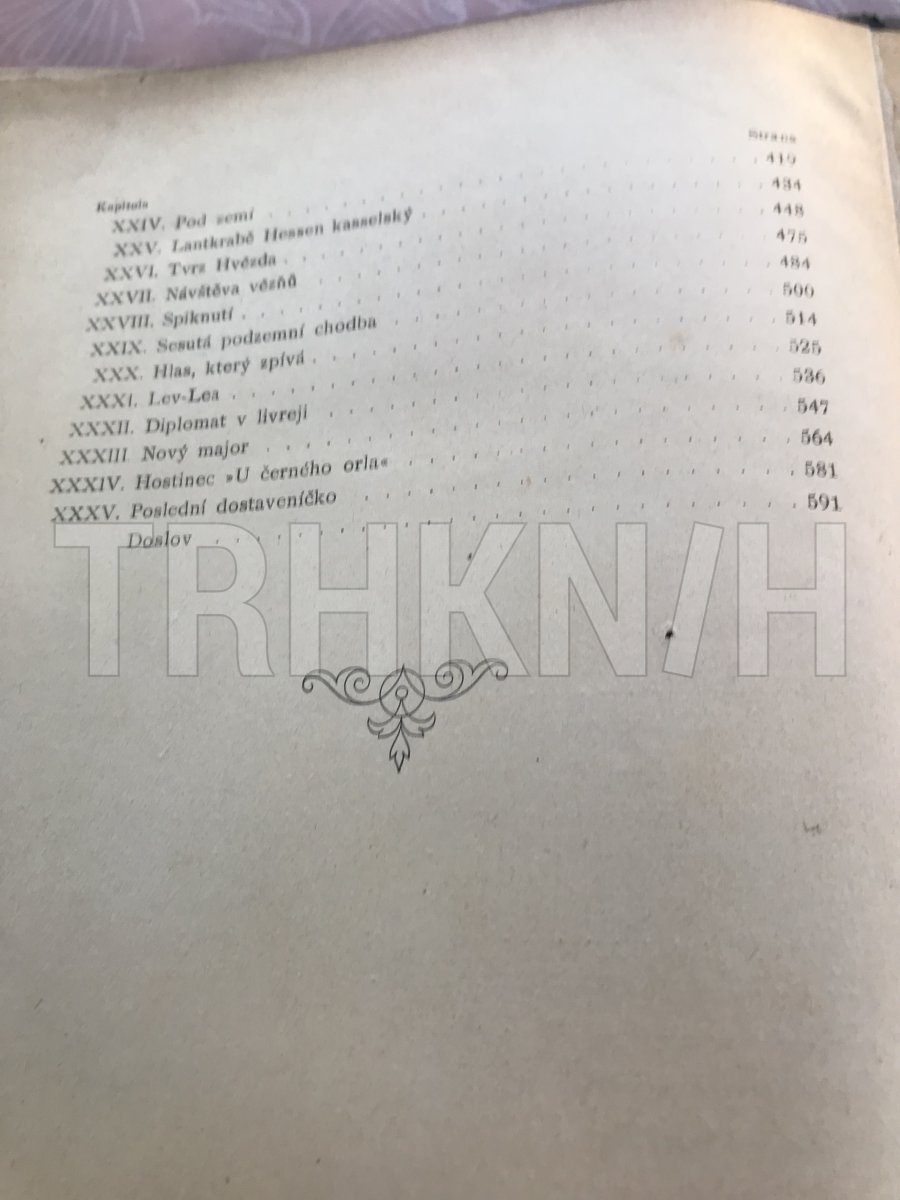 Kapitola Strana
XXIV. Pod zemí 419
XXV. Lantkrabě Hessen kasselský 434
XXVI. Tvrz Hvězda 448
XXVII. Návštěva vězňů 475
XXVIII. Spiknutí 484
XXIX. Sesutá podzemní chodba 500
XXX. Hlas, který zpívá 514
XXXI. Lev-Lea 525
XXXII. Diplomat v livreji 536
XXXIII Nový major 547
XXXIV. Hostinec »U černého orla« 564
XXXV. Poslední dostaveníčko 581
Doslov 591
TRHKN/H